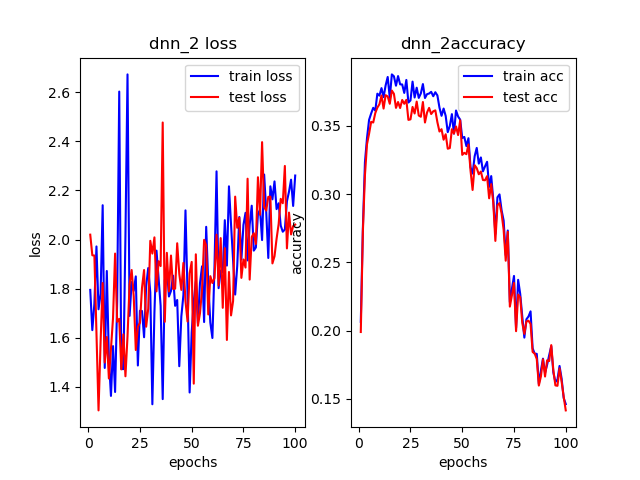 dnn_2 loss
loss
2.6
2.4
2.2
2.0
1.8
1.6
1.4
train loss
test loss
0
25
50
75
100
epochs
dnn_2accuracy
accuracy
0.35
0.30
0.25
0.20
0.15
train acc
test acc
0
25
50
75
100
epochs